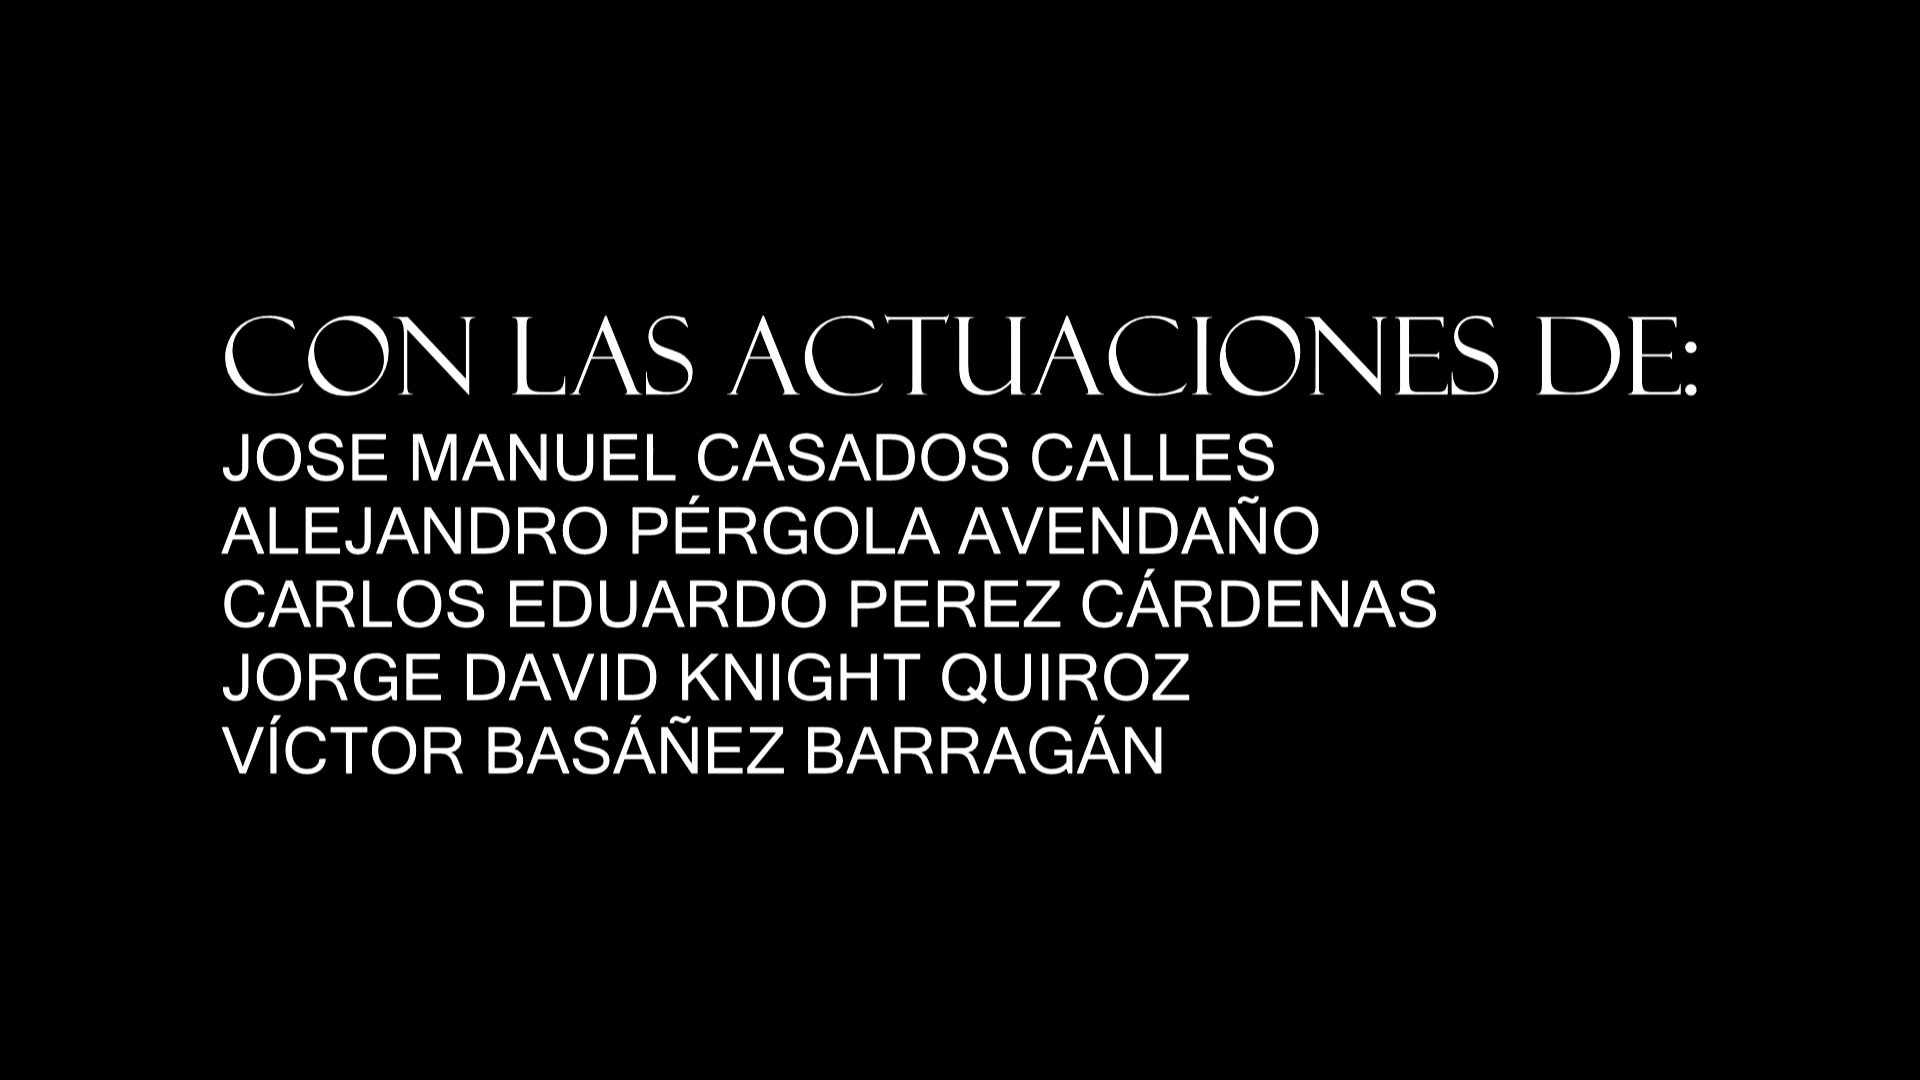 CON LAS ACTUACIONES DE:
JOSE MANUEL CASADOS CALLES
ALEJANDRO PÉRGOLA AVENDAÑO
CARLOS EDUARDO PEREZ CÁRDENAS
JORGE DAVID KNIGHT QUIROZ
VÍCTOR BASÁÑEZ BARRAGÁN